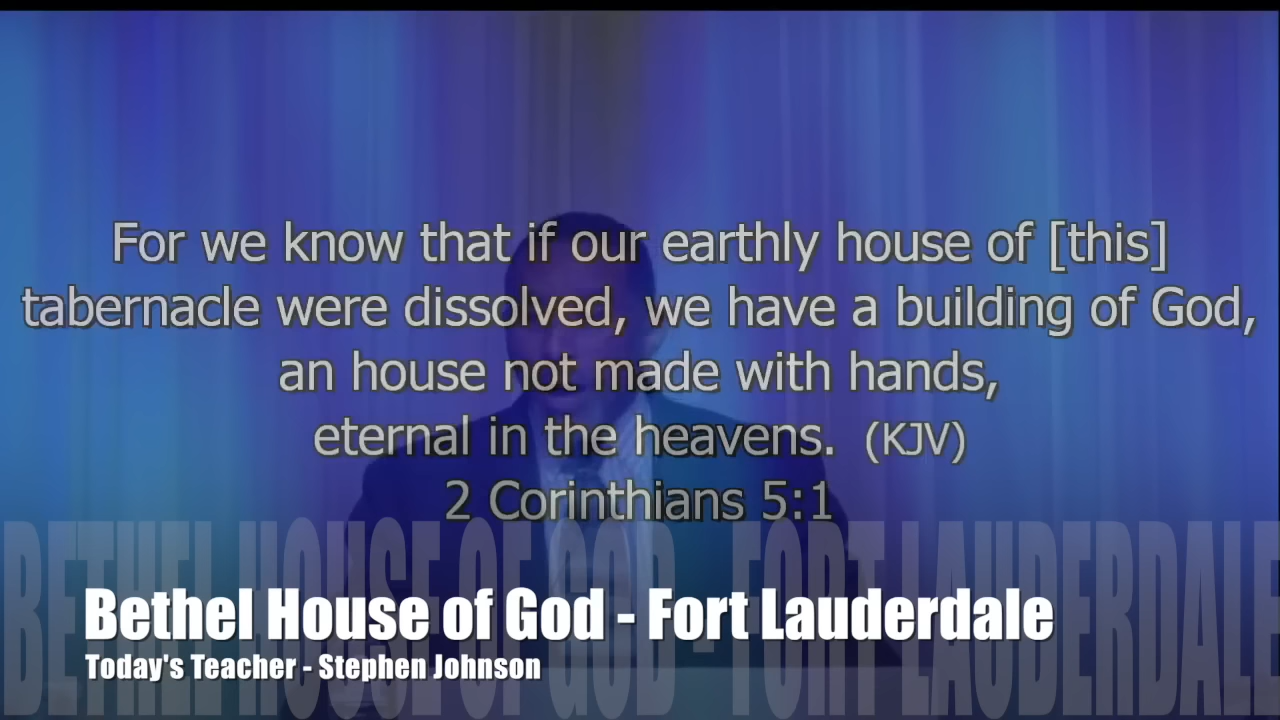 For we know that if our earthly house of [this]
tabernacle were dissolved, we have a building of God,
an house not made with hands,
eternal in the heavens. (KJV)
2 Corinthians 5:1
BETHEL HOUSE OF GOD - FORT LAUDERDALE
Bethel House of God - Fort Lauderdale
Today's Teacher - Stephen Johnson